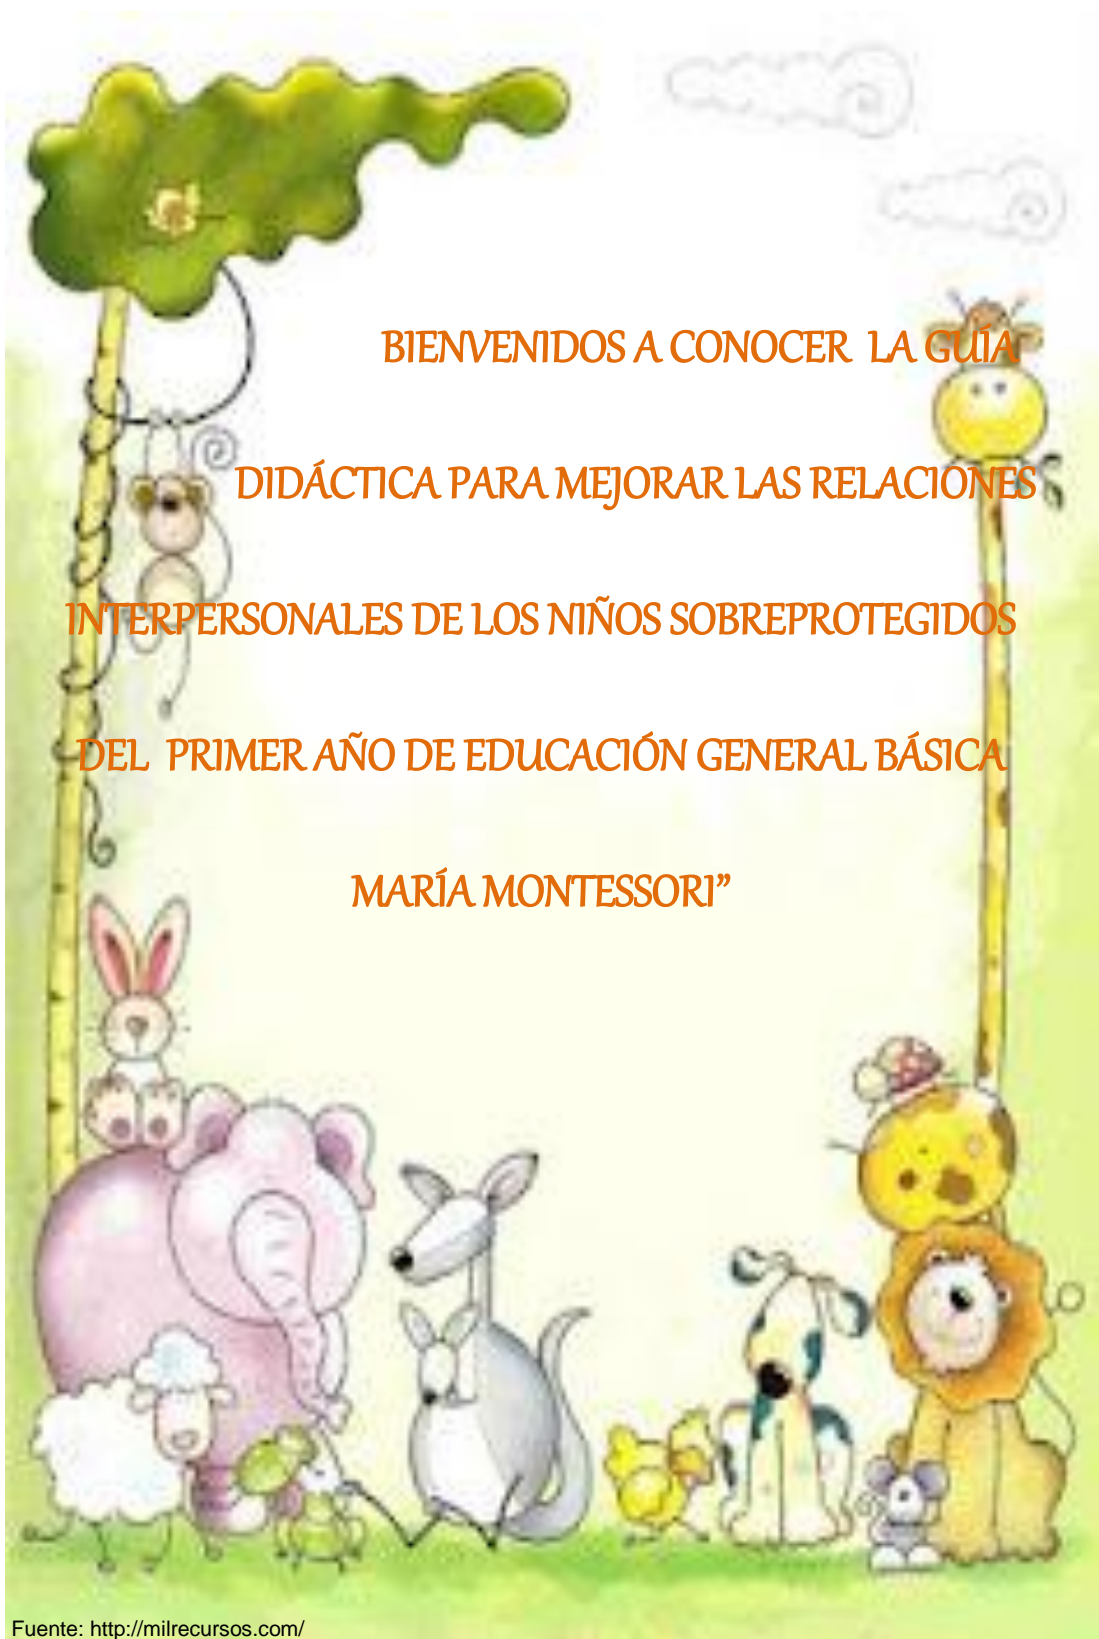 BIENVENIDOS A CONOCER LA GUÍA
DIDÁCTICA PARA MEJORAR LAS RELACIONES
INTERPERSONALES DE LOS NIÑOS SOBREPROTEGIDOS
DEL PRIMER AÑO DE EDUCACIÓN GENERAL BÁSICA
MARÍA MONTESSORI”
Fuente: http://milrecursos.com/